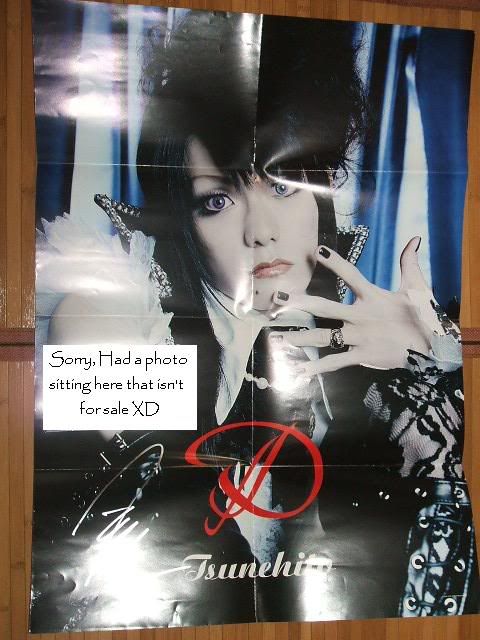 Sorry, Had a photo
sitting here that isn't
for sale XD
D
Tsunehito